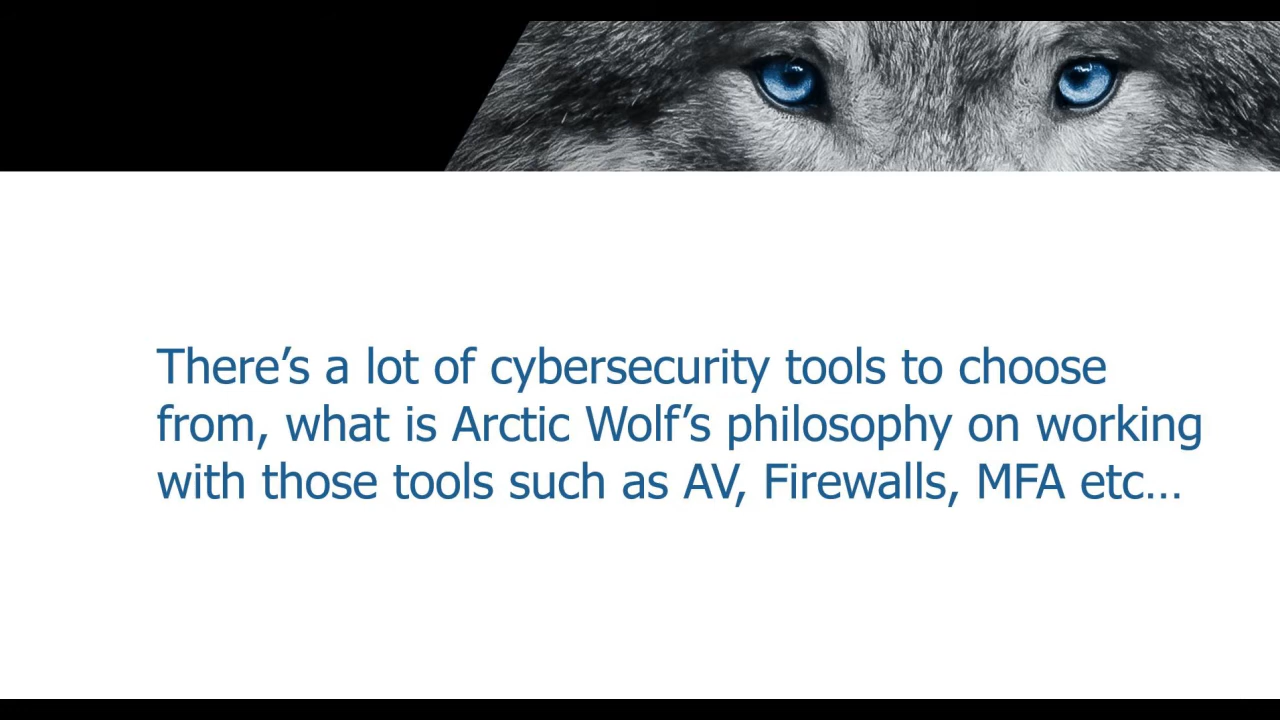 There’s a lot of cybersecurity tools to choose
from, what is Arctic Wolf’s philosophy on working
with those tools such as AV, Firewalls, MFA etc…